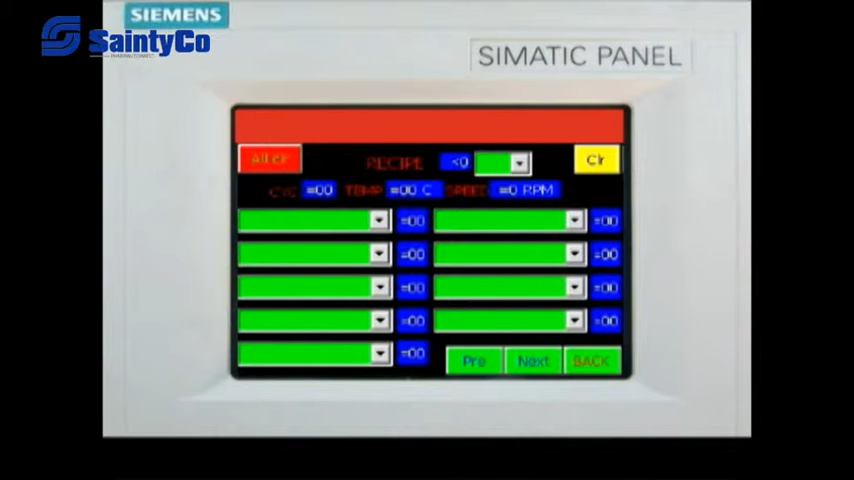 SIEMENS
SaintyCo
SIMATIC PANEL
All clr RECIPE <0 Clr
CYC =00 TEMP =00 C SPEED =0 RPM
=00 =00
=00 =00
=00 =00
=00 =00
=00 Pre Next BACK